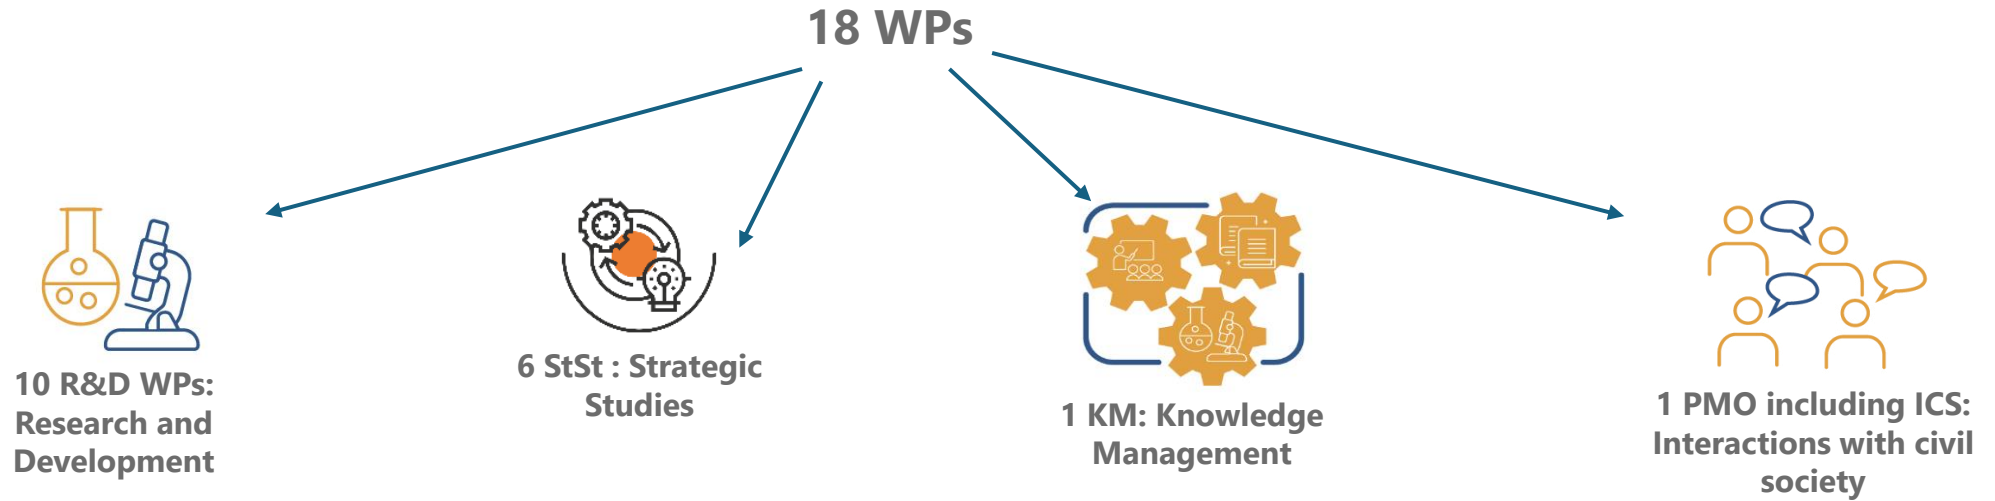 18 WPs
10 R&D WPs:
Research and
Development
6 StSt : Strategic
Studies
1 KM: Knowledge
Management
1 PMO including ICS:
Interactions with civil
society